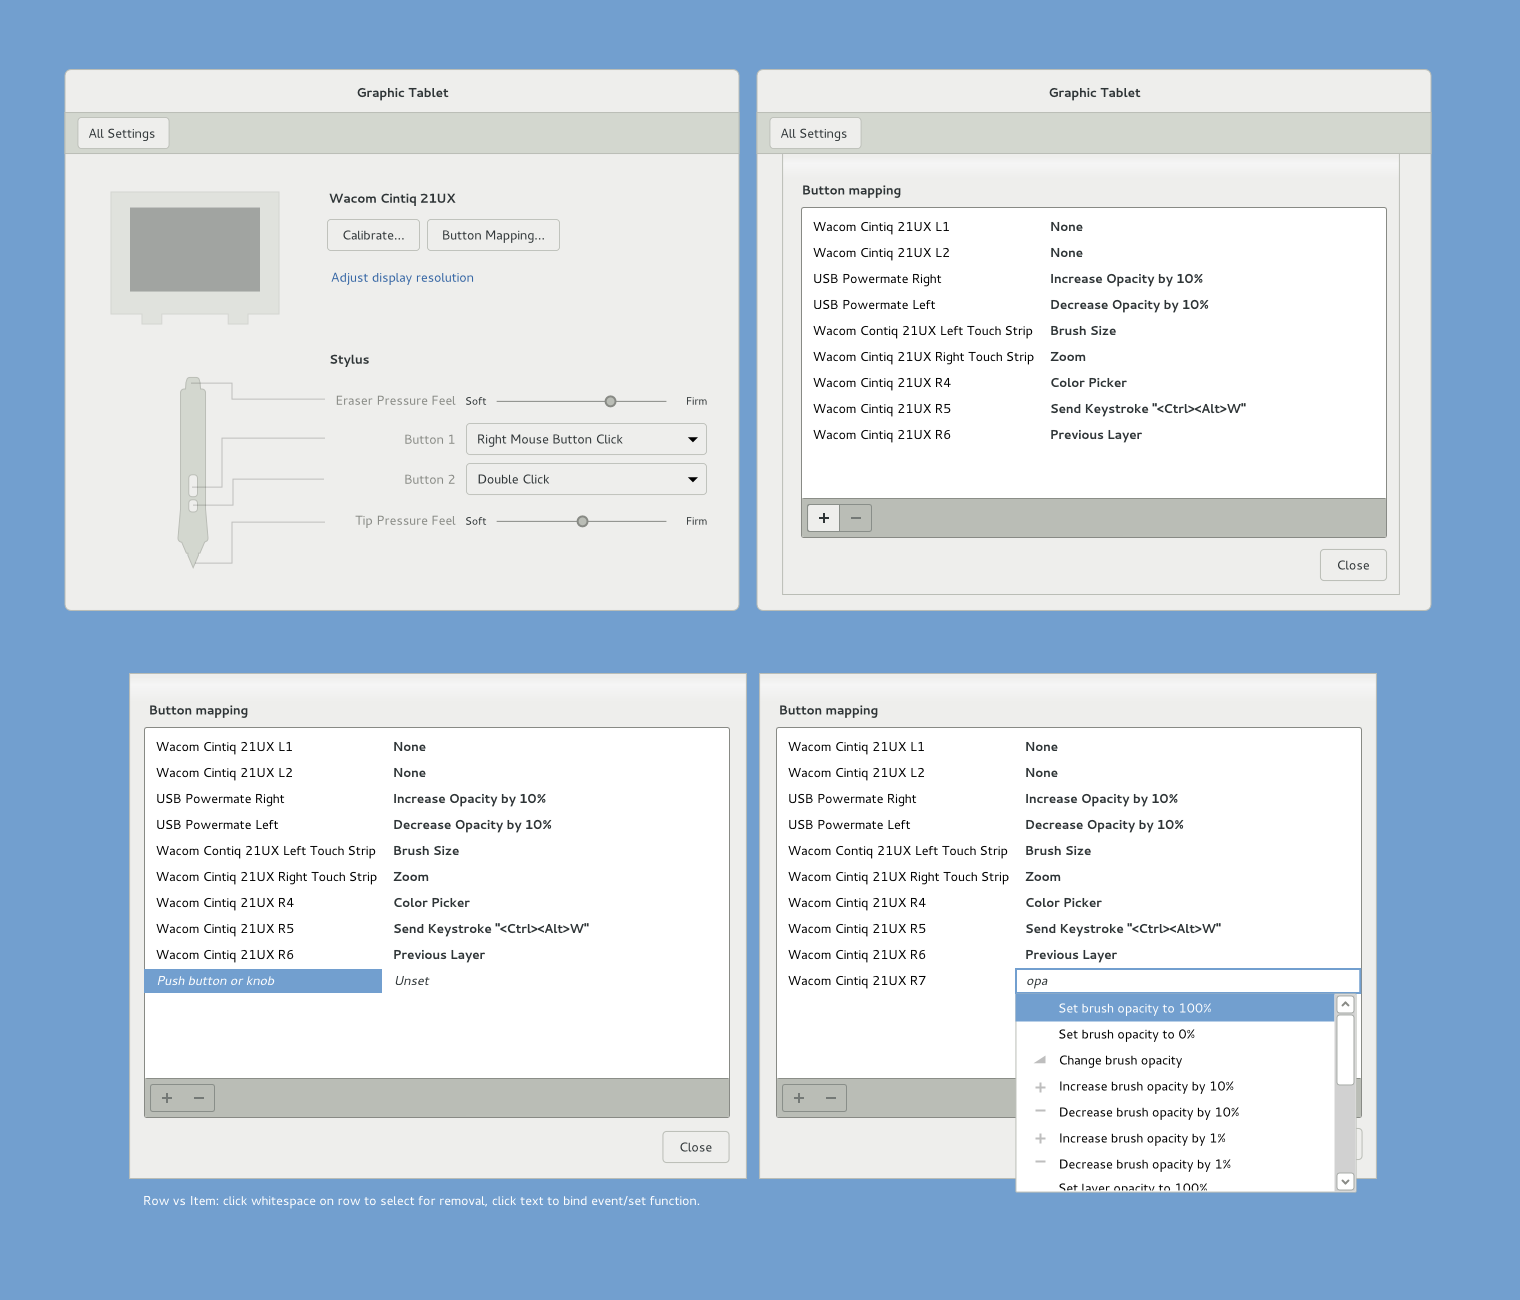 Graphic Tablet
All Settings
Wacom Cintiq 21UX
Calibrate...
Button Mapping...
Adjust display resolution
Stylus
Eraser Pressure Feel Soft Firm
Button 1 Right Mouse Button Click
Button 2 Double Click
Tip Pressure Feel Soft Firm
Graphic Tablet
All Settings
Button mapping
Wacom Cintiq 21UX L1 None
Wacom Cintiq 21UX L2 None
USB Powermate Right Increase Opacity by 10%
USB Powermate Left Decrease Opacity by 10%
Wacom Contiq 21UX Left Touch Strip Brush Size
Wacom Cintiq 21UX Right Touch Strip Zoom
Wacom Cintiq 21UX R4 Color Picker
Wacom Cintiq 21UX R5 Send Keystroke "<Ctrl><Alt>W"
Wacom Cintiq 21UX R6 Previous Layer
Close
Button mapping
Wacom Cintiq 21UX L1 None
Wacom Cintiq 21UX L2 None
USB Powermate Right Increase Opacity by 10%
USB Powermate Left Decrease Opacity by 10%
Wacom Contiq 21UX Left Touch Strip Brush Size
Wacom Cintiq 21UX Right Touch Strip Zoom
Wacom Cintiq 21UX R4 Color Picker
Wacom Cintiq 21UX R5 Send Keystroke "<Ctrl><Alt>W"
Wacom Cintiq 21UX R6 Previous Layer
Push button or knob Unset
Close
Row vs Item: click whitespace on row to select for removal, click text to bind event/set function.
Button mapping
Wacom Cintiq 21UX L1 None
Wacom Cintiq 21UX L2 None
USB Powermate Right Increase Opacity by 10%
USB Powermate Left Decrease Opacity by 10%
Wacom Contiq 21UX Left Touch Strip Brush Size
Wacom Cintiq 21UX Right Touch Strip Zoom
Wacom Cintiq 21UX R4 Color Picker
Wacom Cintiq 21UX R5 Send Keystroke "<Ctrl><Alt>W"
Wacom Cintiq 21UX R6 Previous Layer
Wacom Cintiq 21UX R7 opa
Set brush opacity to 100%
Set brush opacity to 0%
Change brush opacity
Increase brush opacity by 10%
Decrease brush opacity by 10%
Increase brush opacity by 1%
Decrease brush opacity by 1%
Set layer opacity to 100%